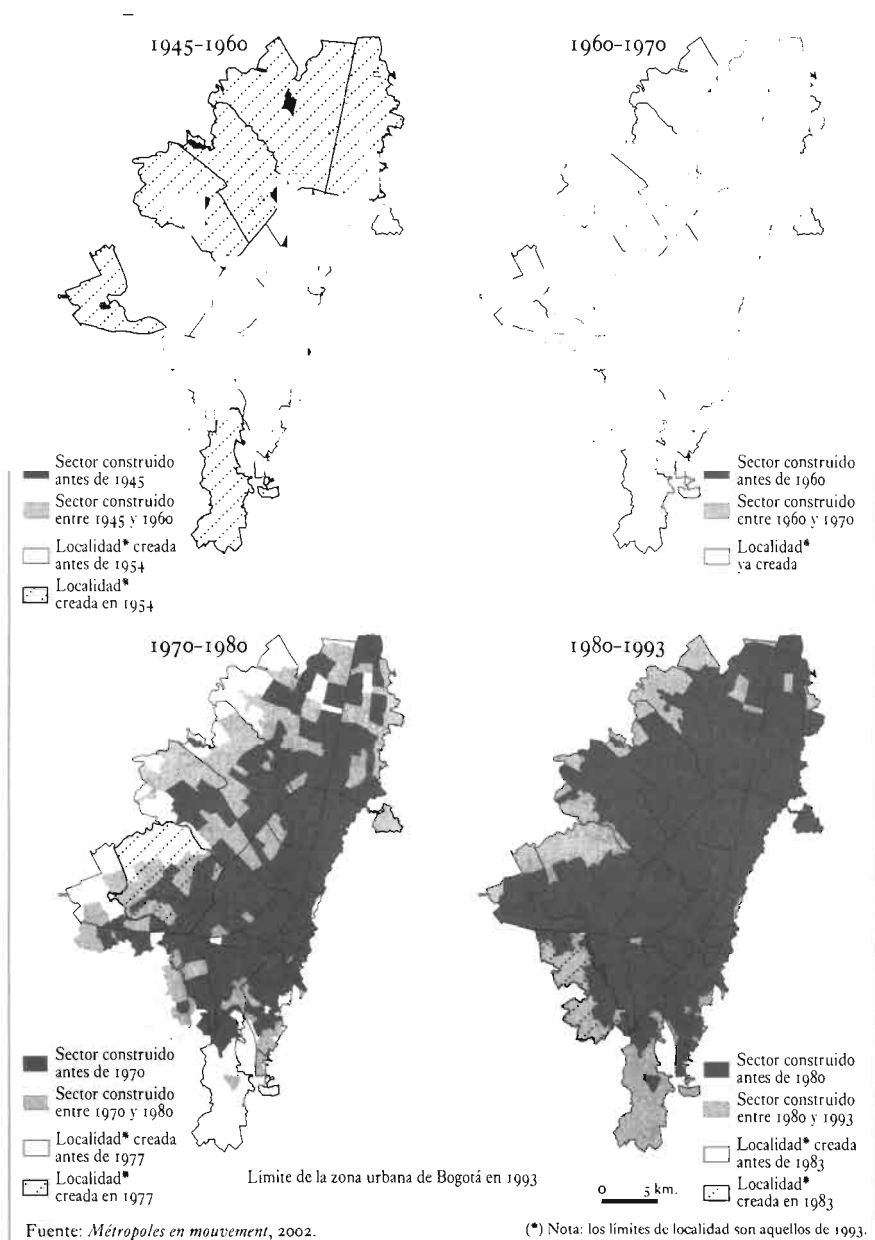 1945-1960
1960-1970
Sector construido
antes de 1945
Sector construido
entre 1945 y 1960
Localidad* creada
antes de 1954
Localidad*
creada en 1954
Sector construido
antes de 1960
Sector construido
entre 1960 y 1970
Localidad*
ya creada
1970-1980
1980-1993
Sector construido
antes de 1970
Sector construido
entre 1970 y 1980
Localidad* creada
antes de 1977
Localidad*
creada en 1977
Sector construido
antes de 1980
Sector construido
entre 1980 y 1993
Localidad* creada
antes de 1983
Localidad*
creada en 1983
Límite de la zona urbana de Bogotá en 1993
0 5 km.
Fuente: Métropoles en mouvement, 2002.
(*) Nota: los límites de localidad son aquellos de 1993.